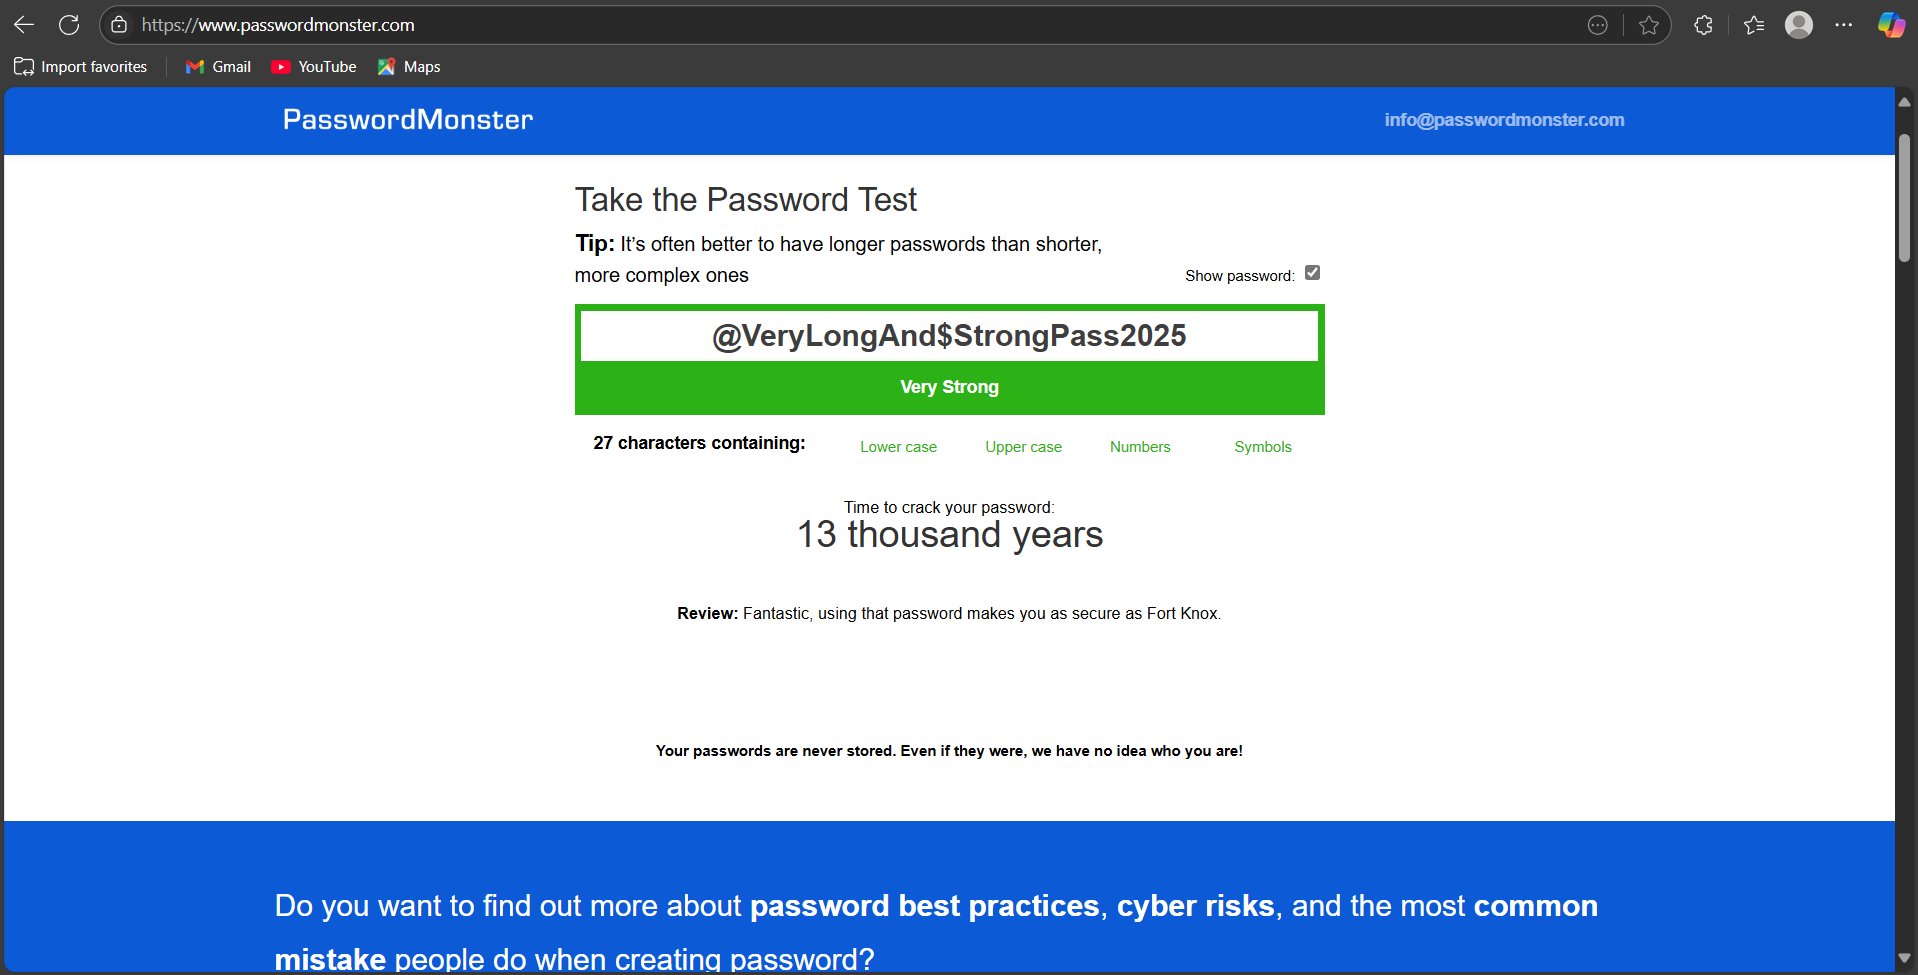 https://www.passwordmonster.com
Import favorites
Gmail
YouTube
Maps
PasswordMonster
info@passwordmonster.com
Take the Password Test
Tip: It’s often better to have longer passwords than shorter,
more complex ones
Show password:
@VeryLongAnd$StrongPass2025
Very Strong
27 characters containing:
Lower case
Upper case
Numbers
Symbols
Time to crack your password:
13 thousand years
Review: Fantastic, using that password makes you as secure as Fort Knox.
Your passwords are never stored. Even if they were, we have no idea who you are!
Do you want to find out more about password best practices, cyber risks, and the most common
mistake people do when creating password?